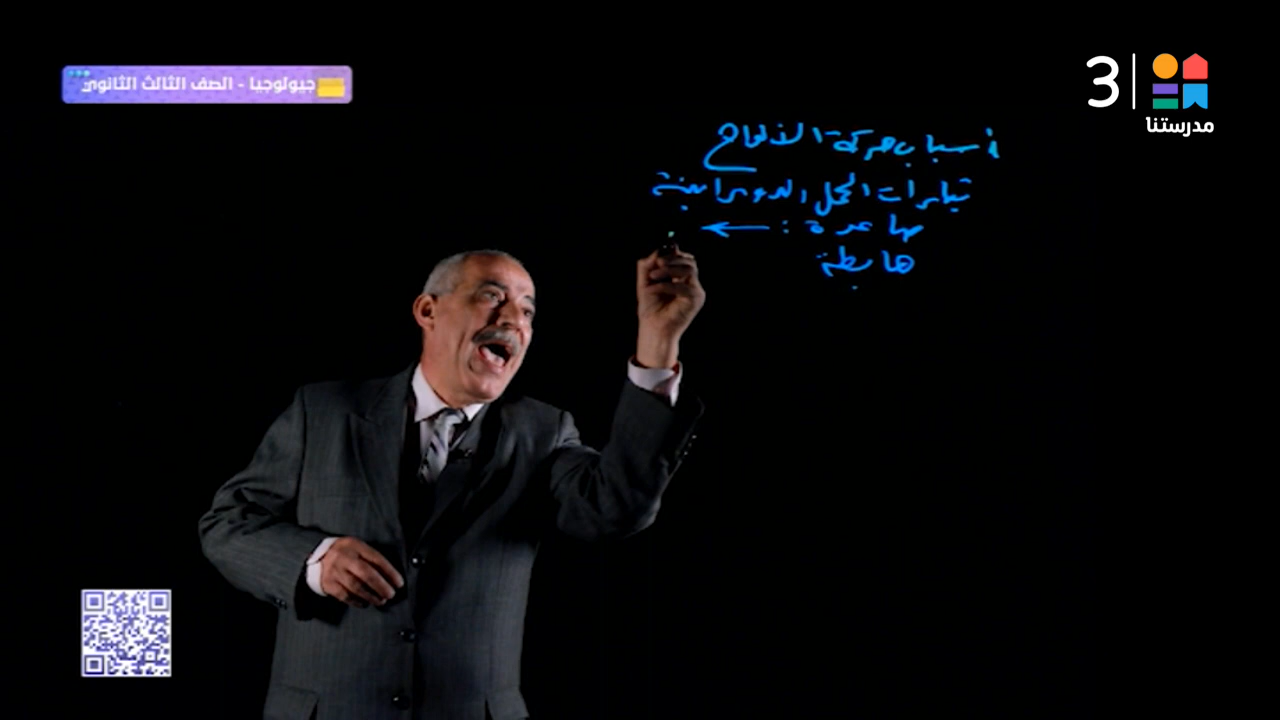 جيولوجيا - الصف الثالث الثانوي
3
مدرستنا
أسباب حركة الألواح
تيارات الحمل الدورانية
صاعدة : ←
هابطة